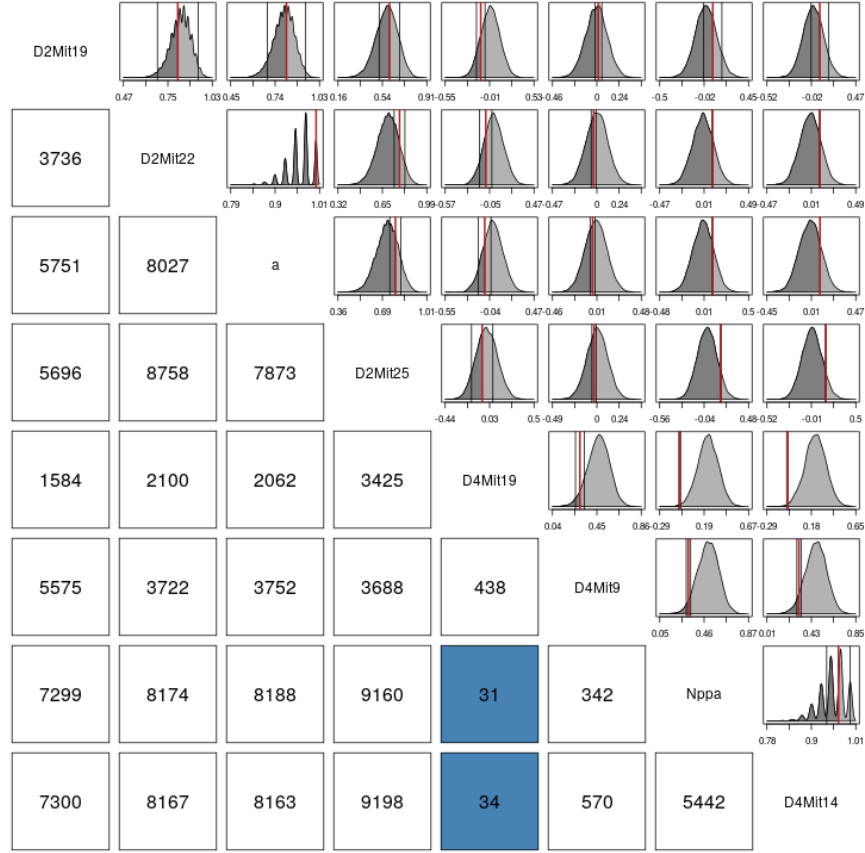 D2Mit19
0.47 0.75 1.03 0.45 0.74 1.03 0.16 0.54 0.91 -0.55 -0.01 0.53 -0.46 0 0.24 -0.5 -0.02 0.45 -0.52 -0.02 0.47
3736 D2Mit22
0.79 0.9 1.01 0.32 0.65 0.99 -0.57 -0.05 0.47 -0.47 0 0.24 -0.47 0.01 0.49 -0.47 0.01 0.49
5751 8027 a
0.36 0.69 1.01 -0.55 -0.04 0.47 -0.46 0.01 0.48 -0.48 0.01 0.5 -0.45 0.01 0.47
5696 8758 7873 D2Mit25
-0.44 0.03 0.5 -0.49 0 0.24 -0.56 -0.04 0.48 -0.52 -0.01 0.5
1584 2100 2062 3425 D4Mit19
0.04 0.45 0.86 -0.29 0.19 0.67 -0.29 0.18 0.65
5575 3722 3752 3688 438 D4Mit9
0.05 0.46 0.87 0.01 0.43 0.85
7299 8174 8188 9160 31 342 Nppa
0.78 0.9 1.01
7300 8167 8163 9198 34 570 5442 D4Mit14